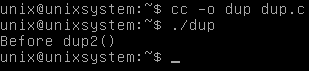 unix@unixsystem:~$ cc -o dup dup.c
unix@unixsystem:~$ ./dup
Before dup2()
unix@unixsystem:~$ _